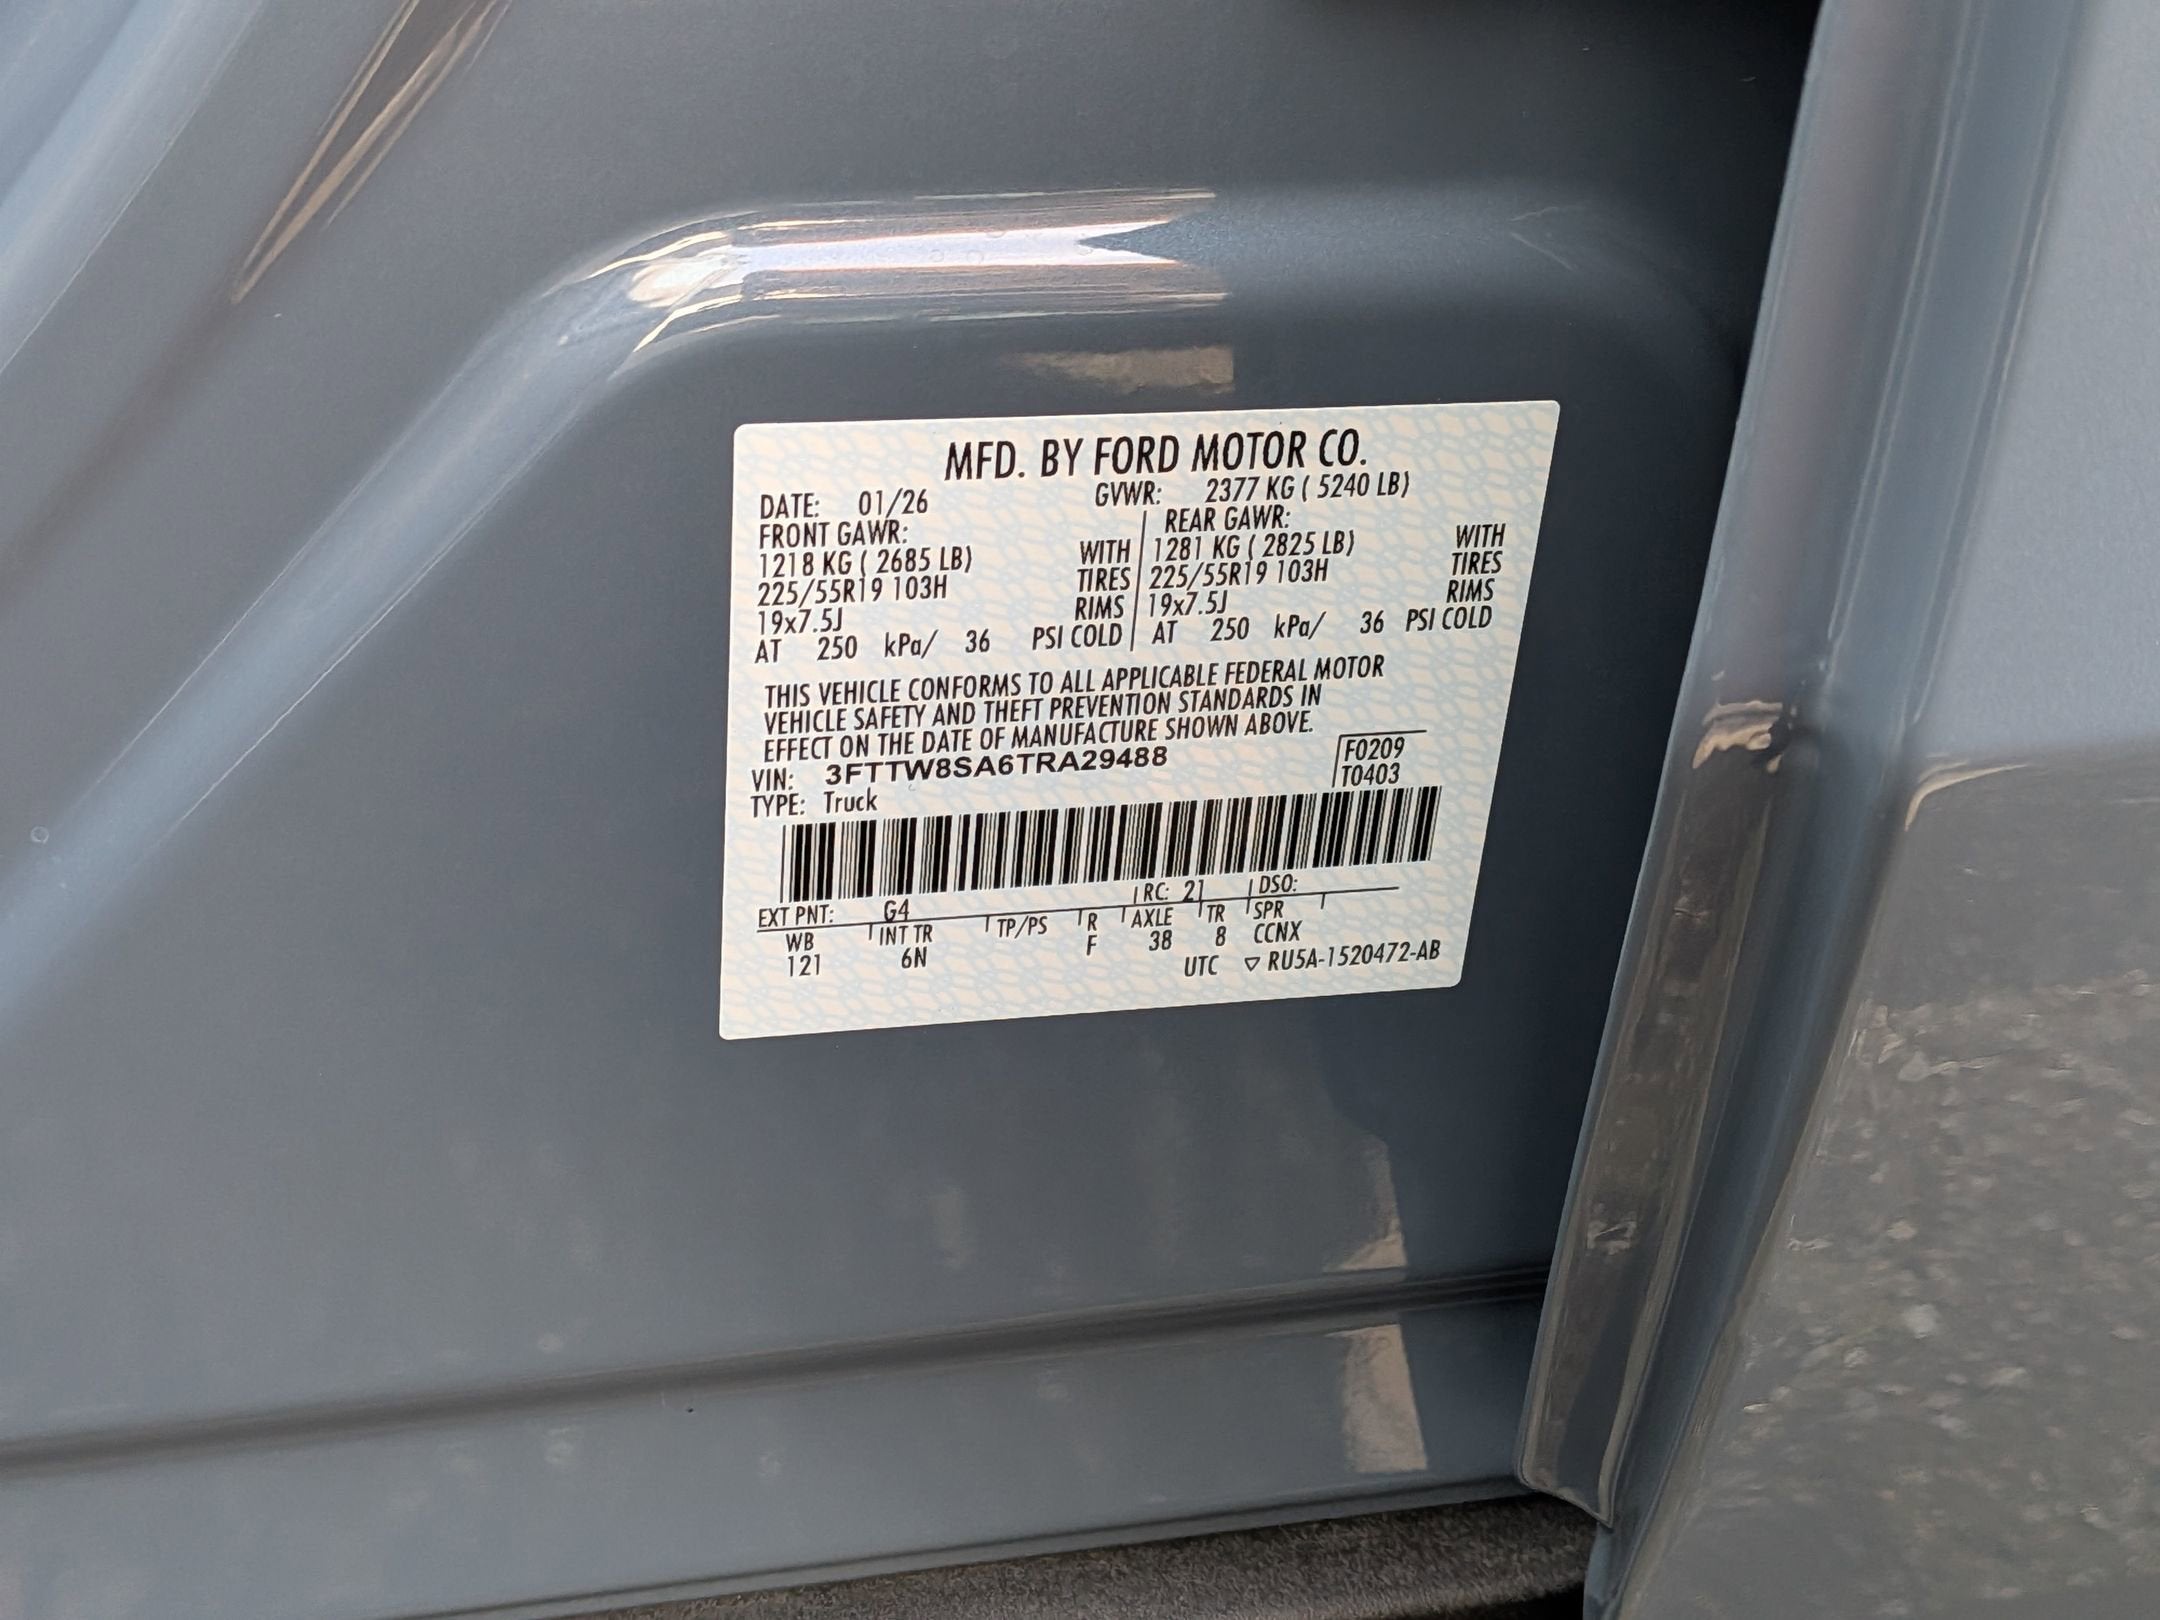 MFD. BY FORD MOTOR CO.
DATE: 01/26 GVWR: 2377 KG ( 5240 LB)
FRONT GAWR: REAR GAWR:
1218 KG ( 2685 LB) WITH 1281 KG ( 2825 LB) WITH
225/55R19 103H TIRES 225/55R19 103H TIRES
19x7.5J RIMS 19x7.5J RIMS
AT 250 kPa/ 36 PSI COLD AT 250 kPa/ 36 PSI COLD
THIS VEHICLE CONFORMS TO ALL APPLICABLE FEDERAL MOTOR
VEHICLE SAFETY AND THEFT PREVENTION STANDARDS IN
EFFECT ON THE DATE OF MANUFACTURE SHOWN ABOVE.
VIN: 3FTTW8SA6TRA29488 F0209
TYPE: Truck T0403
EXT PNT: G4 RC: 21 DSO:
WB INT TR TP/PS R AXLE TR SPR
121 6N F 38 8 CCNX
UTC ▽ RU5A-1520472-AB